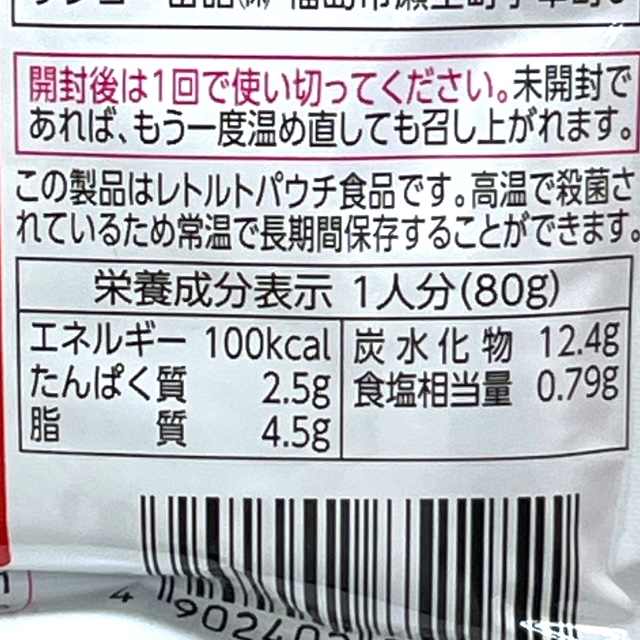 開封後は1回で使い切ってください。未開封で
あれば、もう一度温め直しても召し上がれます。
この製品はレトルトパウチ食品です。高温で殺菌さ
れているため常温で長期間保存することができます。
栄養成分表示 1人分(80g)
エネルギー 100kcal 炭水化物 12.4g
たんぱく質 2.5g 食塩相当量 0.79g
脂質 4.5g
4 902402